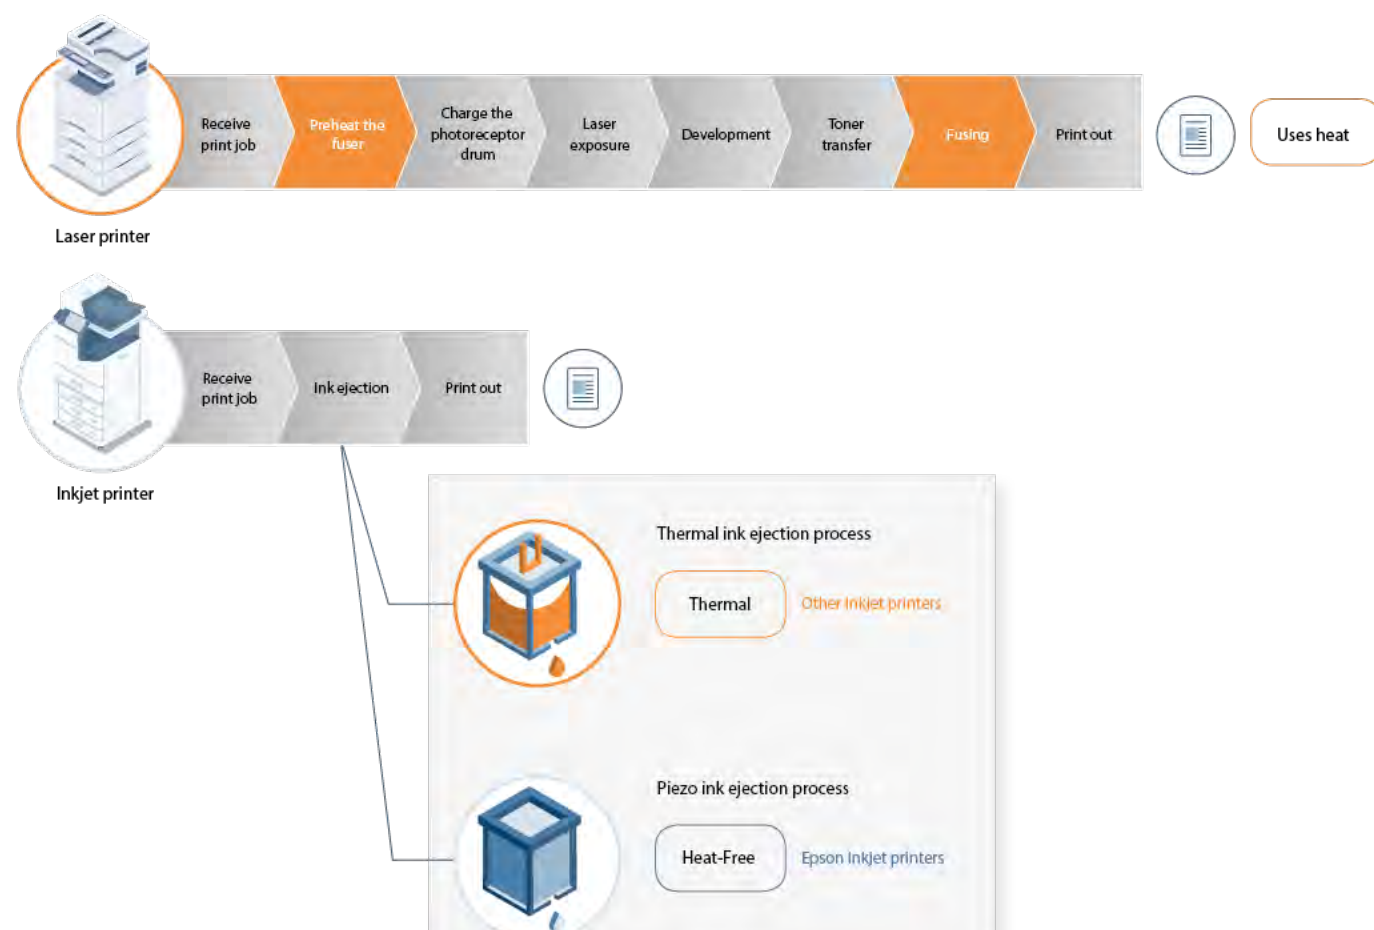 Receive
print job
Preheat the
fuser
Charge the
photoreceptor
drum
Laser
exposure
Development
Toner
transfer
Fusing
Print out
Uses heat
Laser printer
Receive
print job
Ink ejection
Print out
Inkjet printer
Thermal ink ejection process
Thermal
Other inkjet printers
Piezo ink ejection process
Heat-Free
Epson inkjet printers